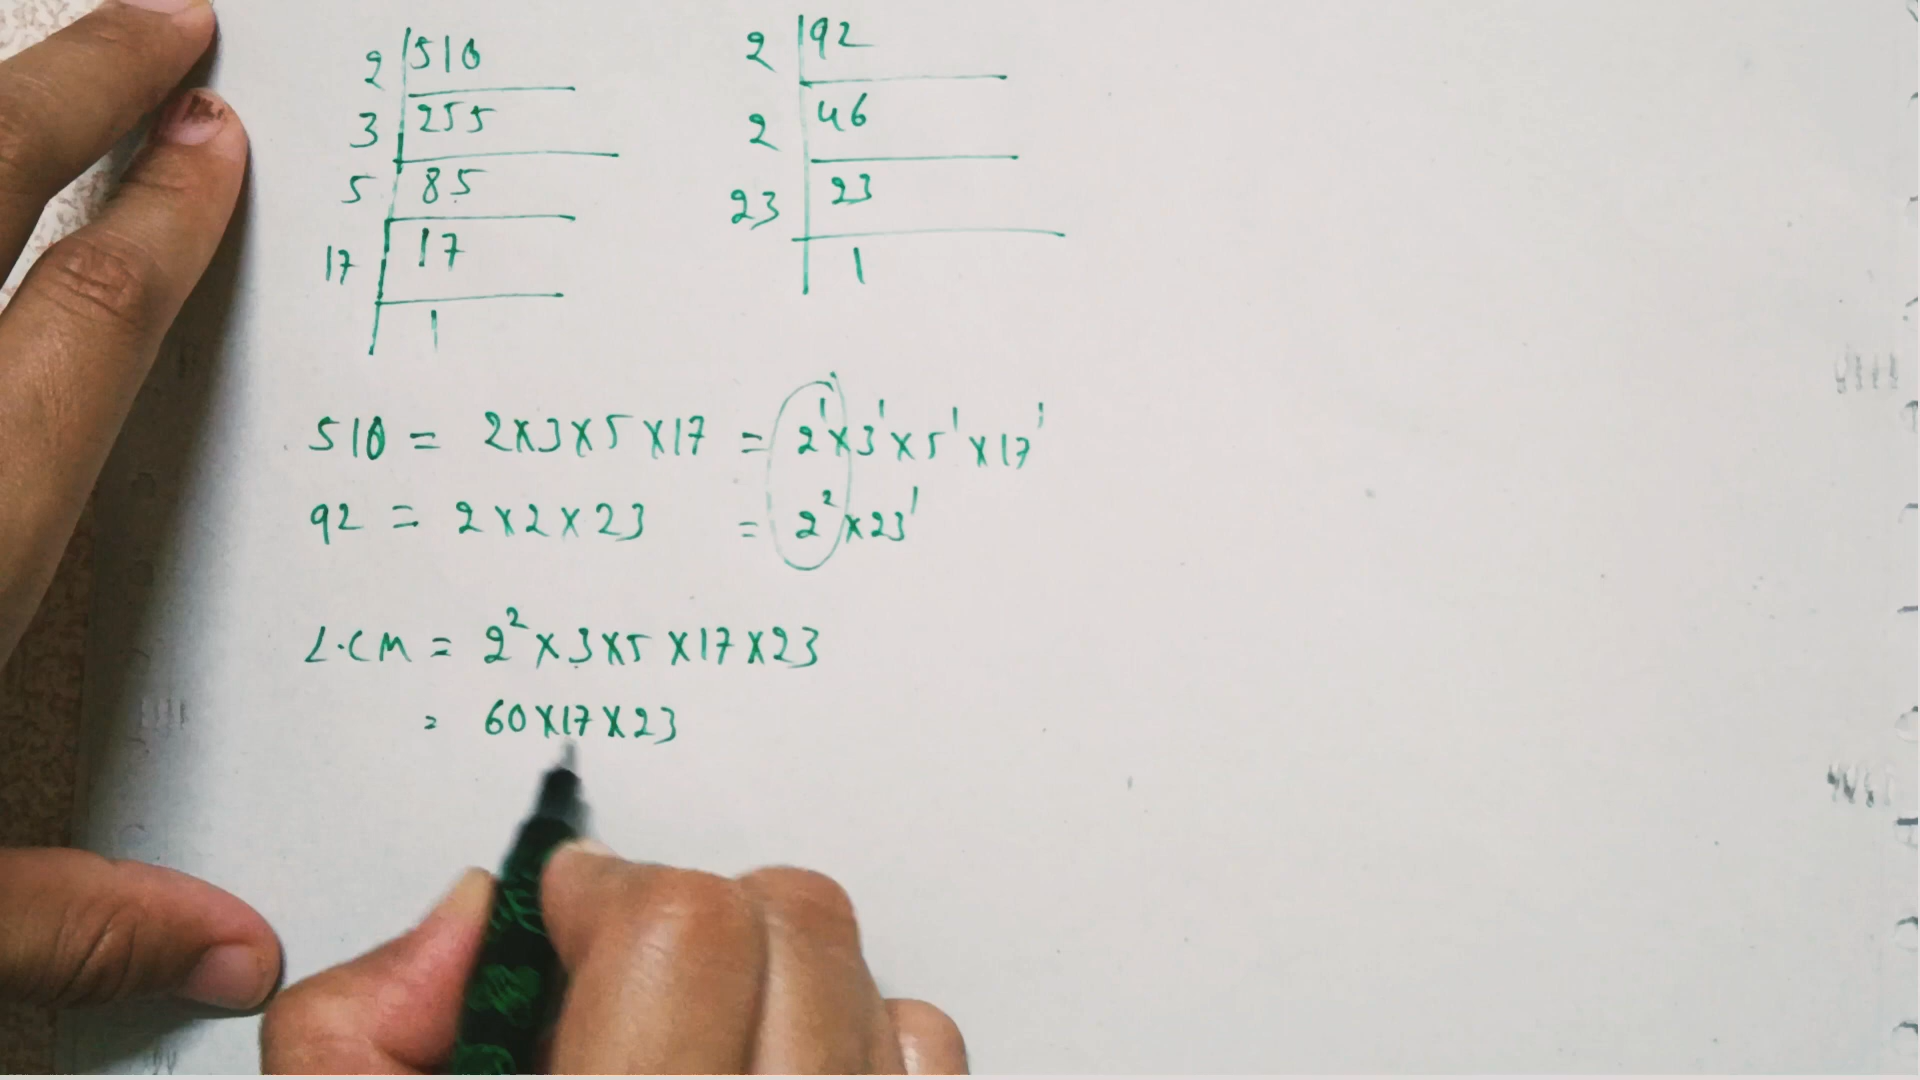 2 | 510
3 | 255
5 | 85
17 | 17
1
2 | 92
2 | 46
23 | 23
1
510 = 2×3×5×17 = 2¹×3¹×5¹×17¹
92 = 2×2×23 = 2²×23¹
L.CM = 2²×3×5×17×23
= 60×17×23